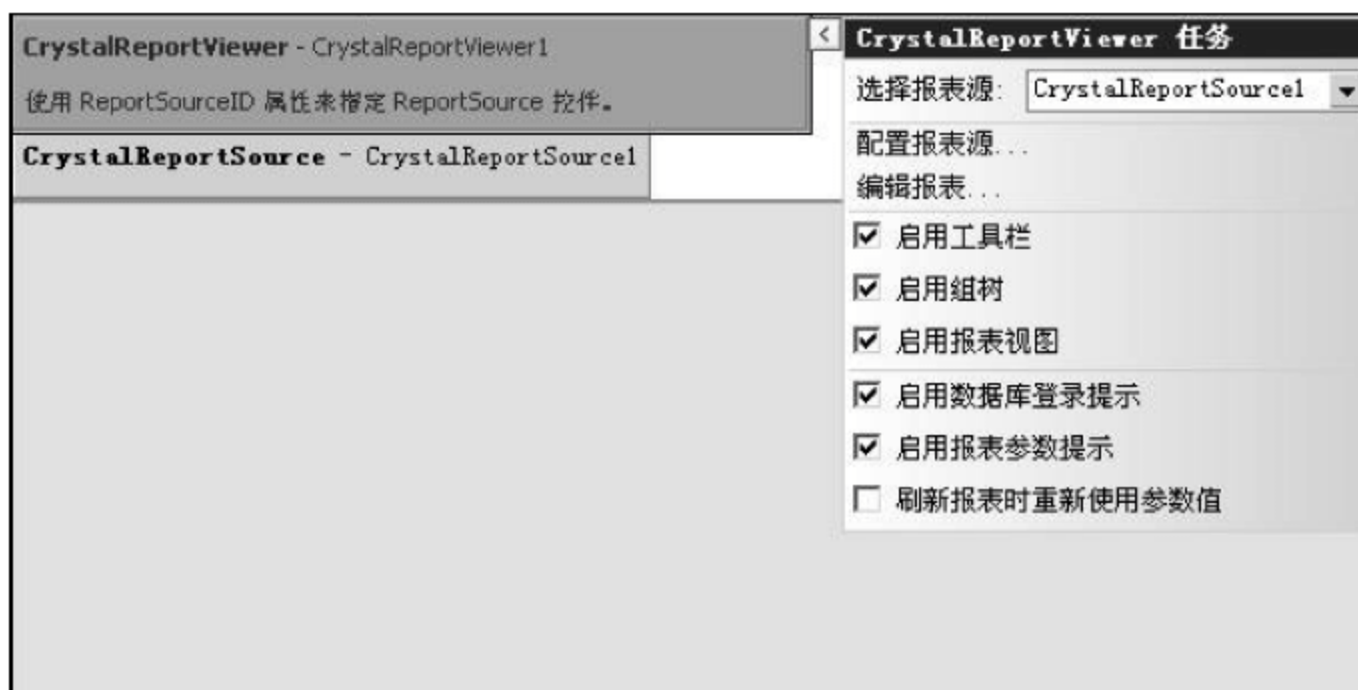 CrystalReportViewer - CrystalReportViewer1
使用 ReportSourceID 属性来指定 ReportSource 控件。
CrystalReportSource - CrystalReportSource1
<
CrystalReportViewer 任务
选择报表源: CrystalReportSource1
配置报表源...
编辑报表...
启用工具栏
启用组树
启用报表视图
启用数据库登录提示
启用报表参数提示
刷新报表时重新使用参数值